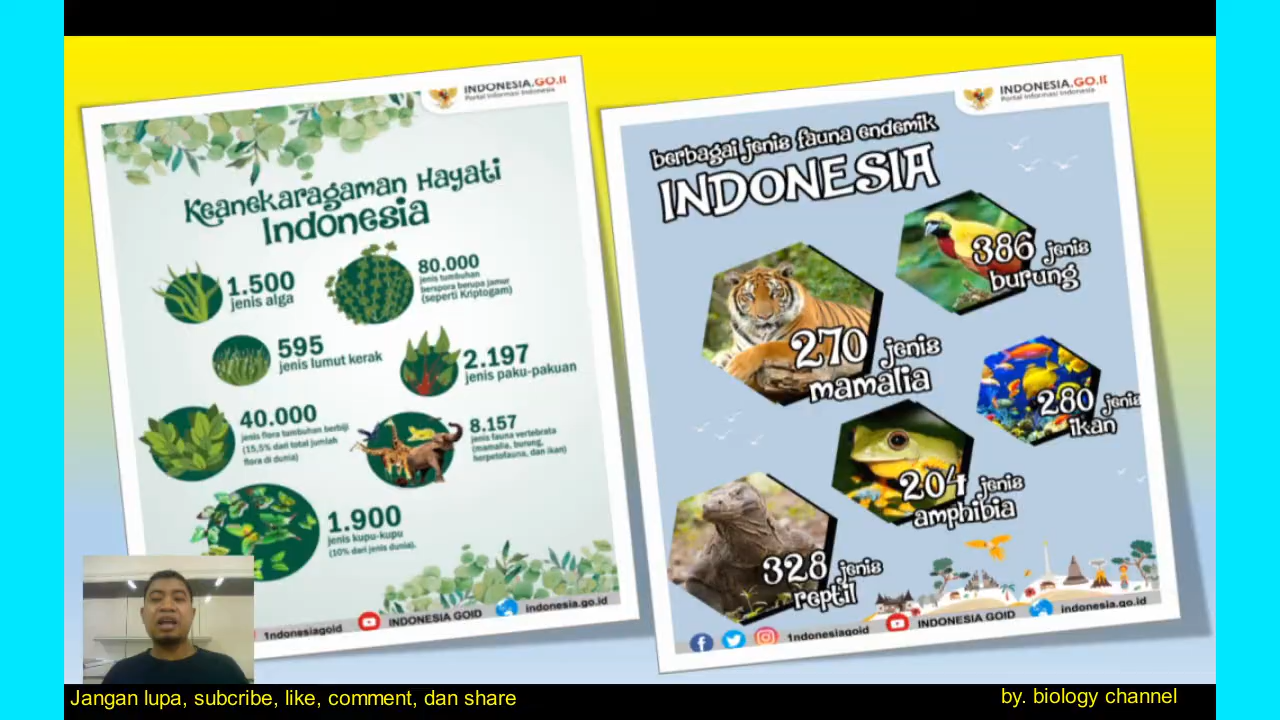 INDONESIA.GO.I
Portal Informasi Indonesia
Keanekaragaman Hayati
Indonesia
1.500
jenis alga
80.000
jenis tumbuhan
berspora berupa jamur
(seperti Kriptogam)
595
jenis lumut kerak
2.197
jenis paku-pakuan
40.000
jenis flora tumbuhan berbiji
(15,5% dari total jumlah
flora di dunia)
8.157
jenis fauna vertebrata
(mamalia, burung,
herpetofauna, dan ikan)
1.900
jenis kupu-kupu
(10% dari jenis dunia).
1ndonesiagoid
INDONESIA GOID
indonesia.go.id
INDONESIA.GO.I
Portal Informasi Indonesia
berbagai jenis fauna endemik
INDONESIA
386 jenis
burung
270 jenis
mamalia
280 jenis
ikan
204 jenis
amphibia
328 jenis
reptil
1ndonesiagoid
INDONESIA GOID
indonesia.go.id
Jangan lupa, subcribe, like, comment, dan share
by. biology channel